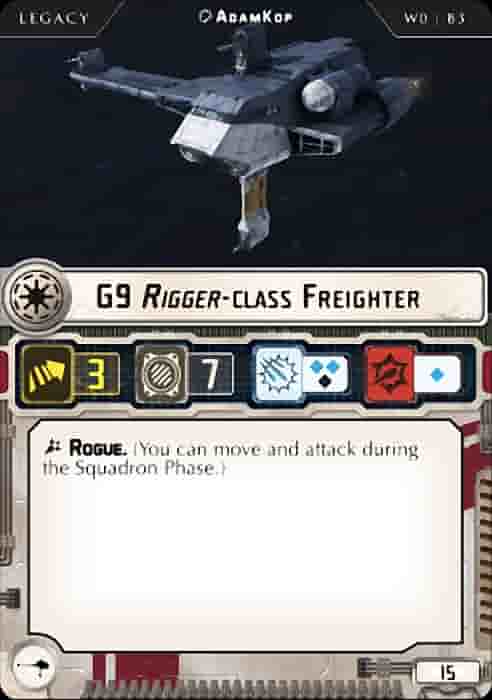 LEGACY
ADAMKOP
W0 | B3
G9 RIGGER-CLASS FREIGHTER
3
7
ROGUE. (You can move and attack during
the Squadron Phase.)
15